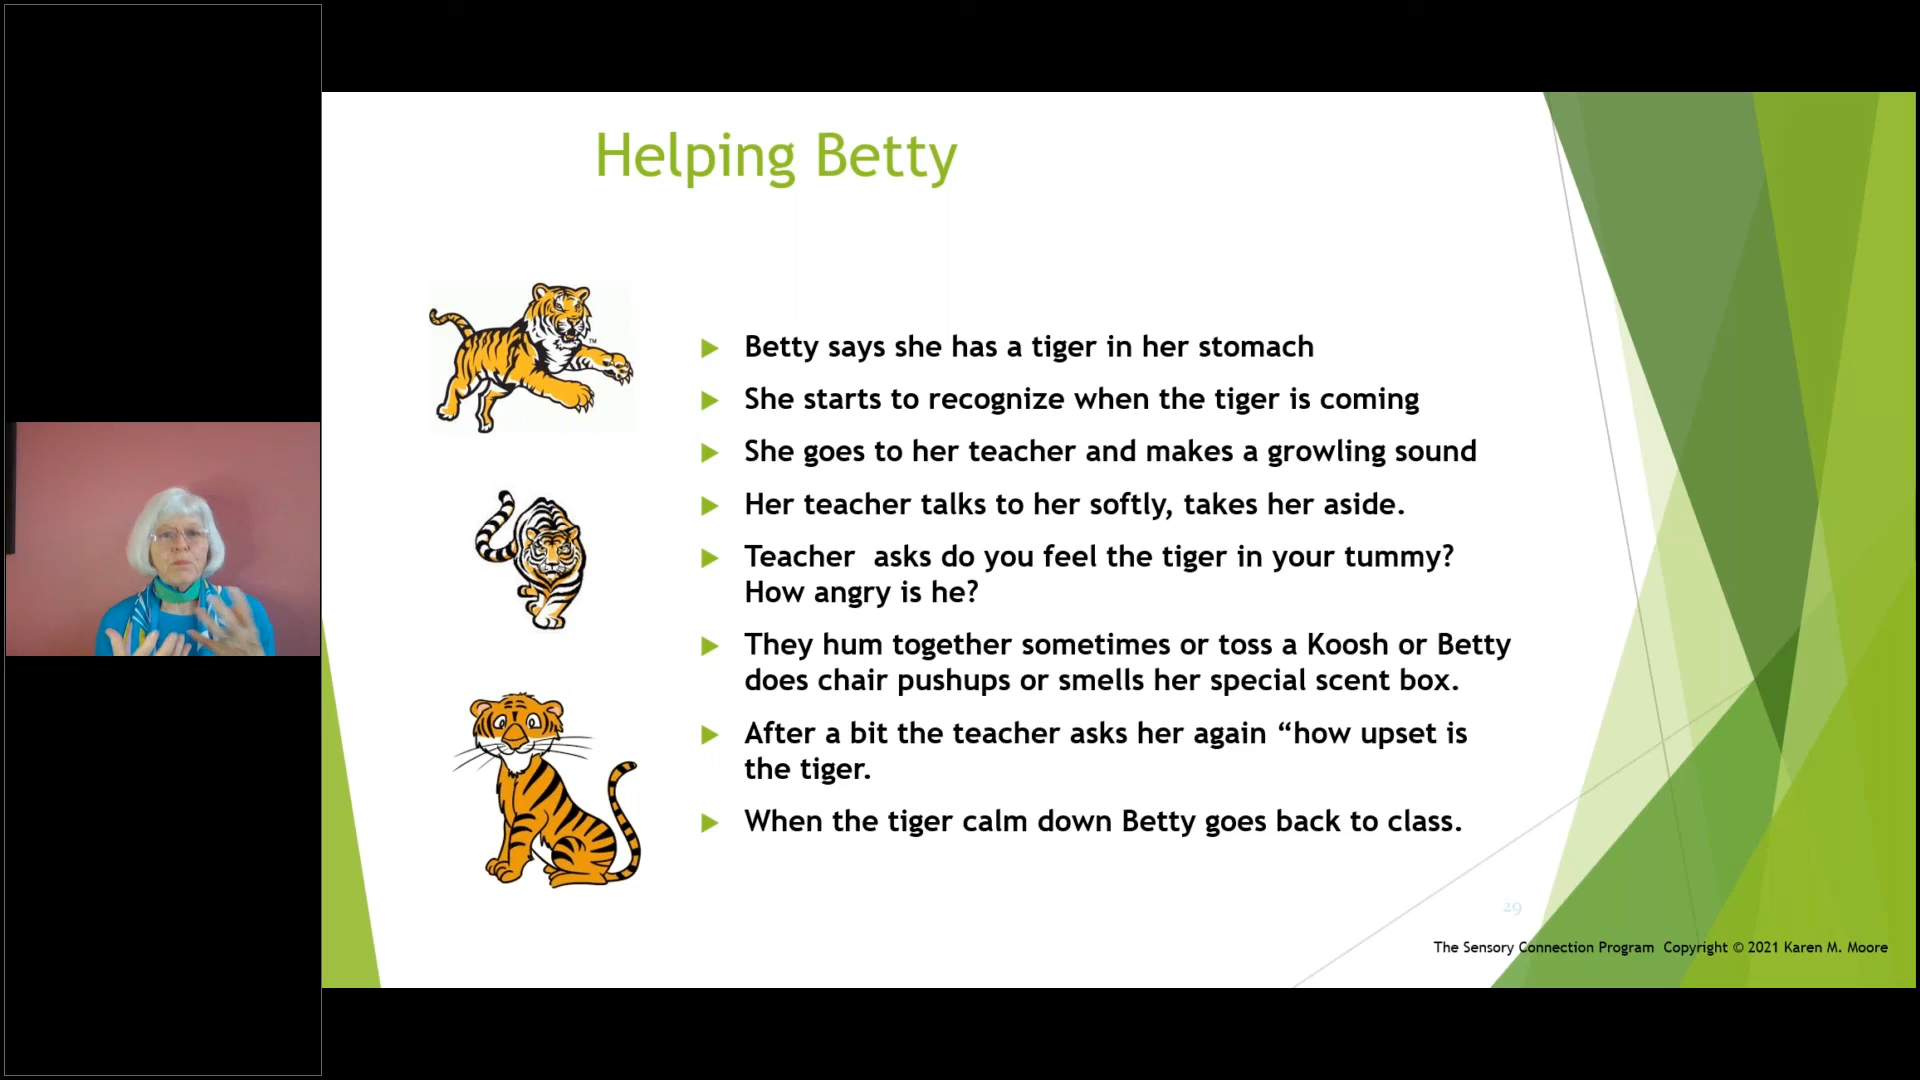 Helping Betty
Betty says she has a tiger in her stomach
She starts to recognize when the tiger is coming
She goes to her teacher and makes a growling sound
Her teacher talks to her softly, takes her aside.
Teacher  asks do you feel the tiger in your tummy?
How angry is he?
They hum together sometimes or toss a Koosh or Betty
does chair pushups or smells her special scent box.
After a bit the teacher asks her again “how upset is
the tiger.
When the tiger calm down Betty goes back to class.
TM
29
The Sensory Connection Program  Copyright © 2021 Karen M. Moore